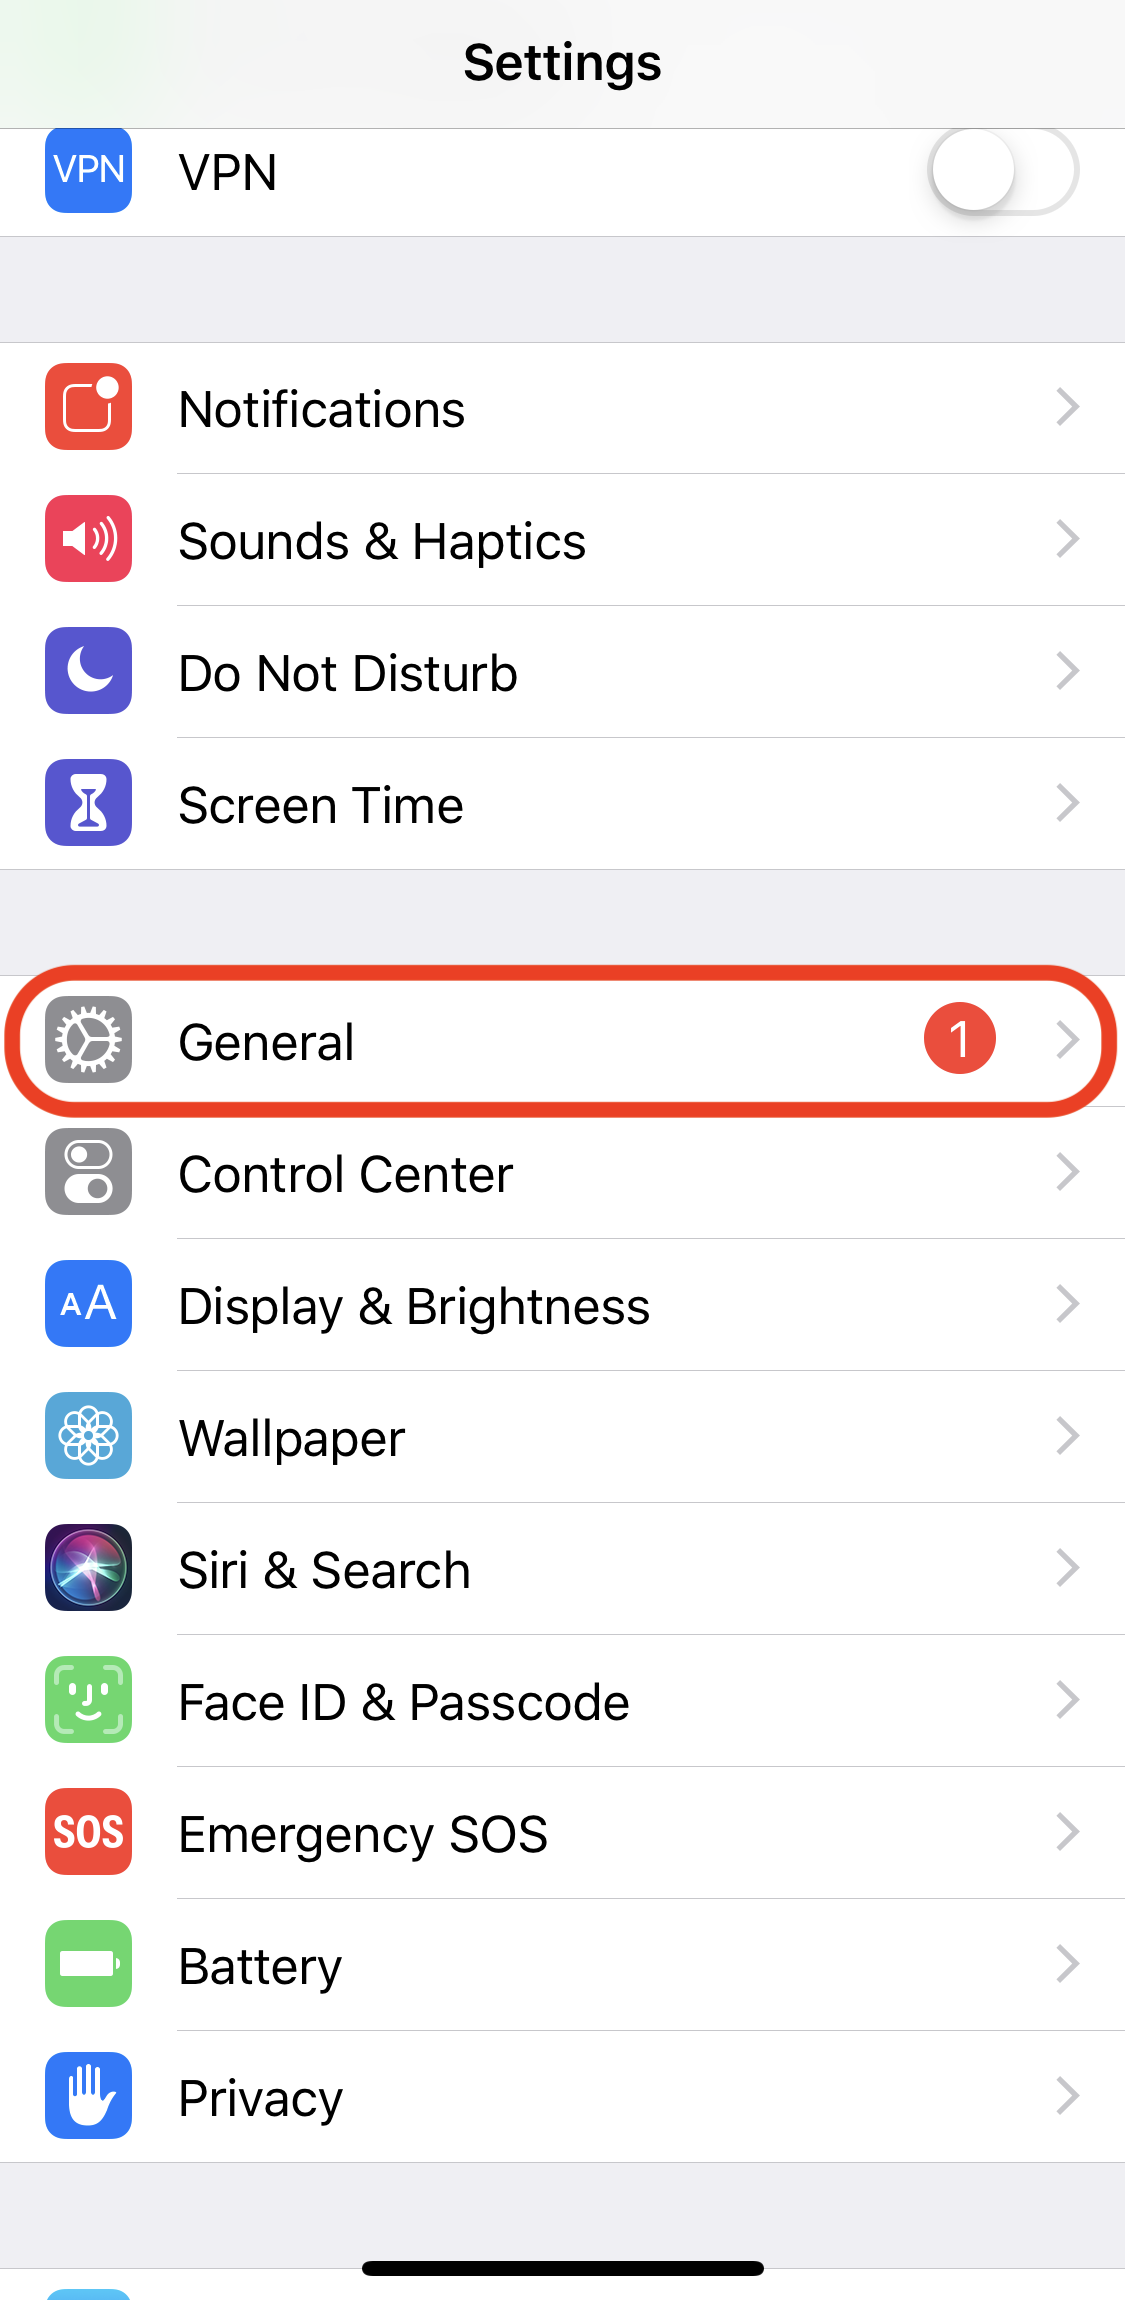 Settings
VPN VPN
Notifications
Sounds & Haptics
Do Not Disturb
Screen Time
General 1
Control Center
AA Display & Brightness
Wallpaper
Siri & Search
Face ID & Passcode
SOS Emergency SOS
Battery
Privacy